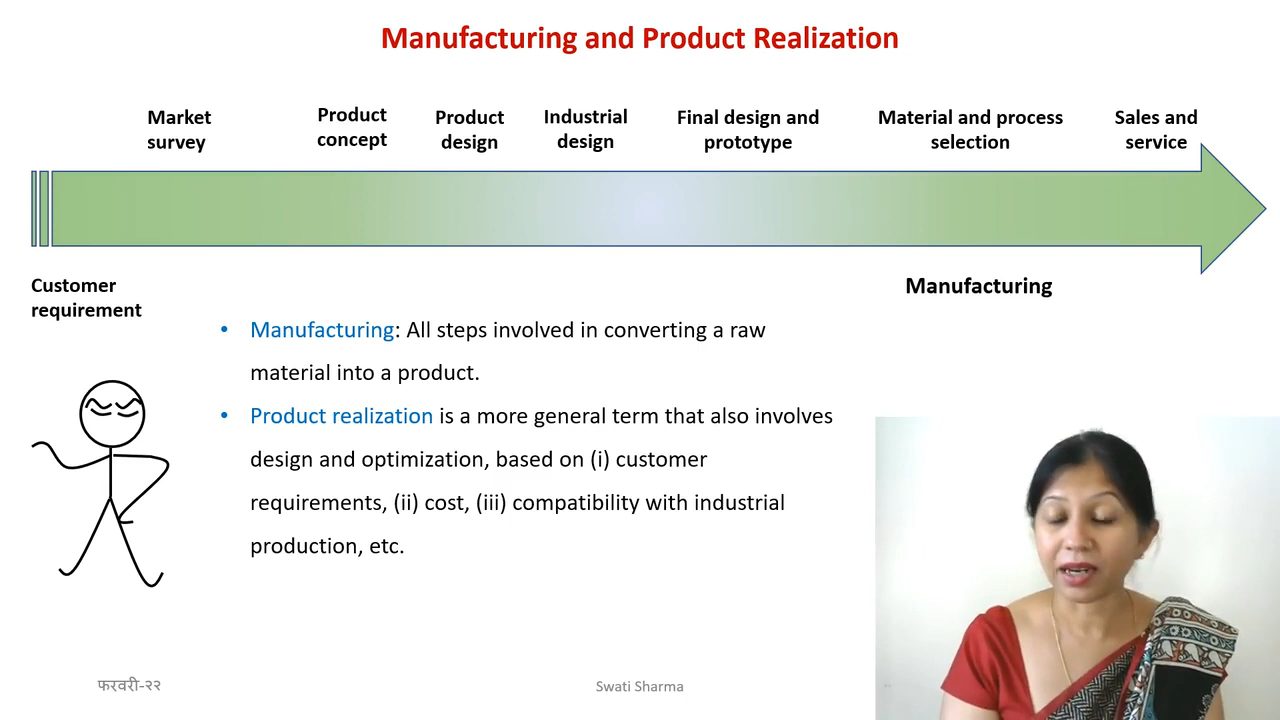 Manufacturing and Product Realization
Market
survey
Product
concept
Product
design
Industrial
design
Final design and
prototype
Material and process
selection
Sales and
service
Customer
requirement
Manufacturing
• Manufacturing: All steps involved in converting a raw
material into a product.
• Product realization is a more general term that also involves
design and optimization, based on (i) customer
requirements, (ii) cost, (iii) compatibility with industrial
production, etc.
फरवरी-२२
Swati Sharma